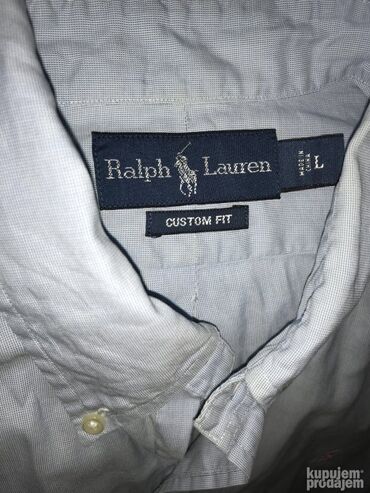 Ralph Lauren
L
CUSTOM FIT
kupujem
prodajem